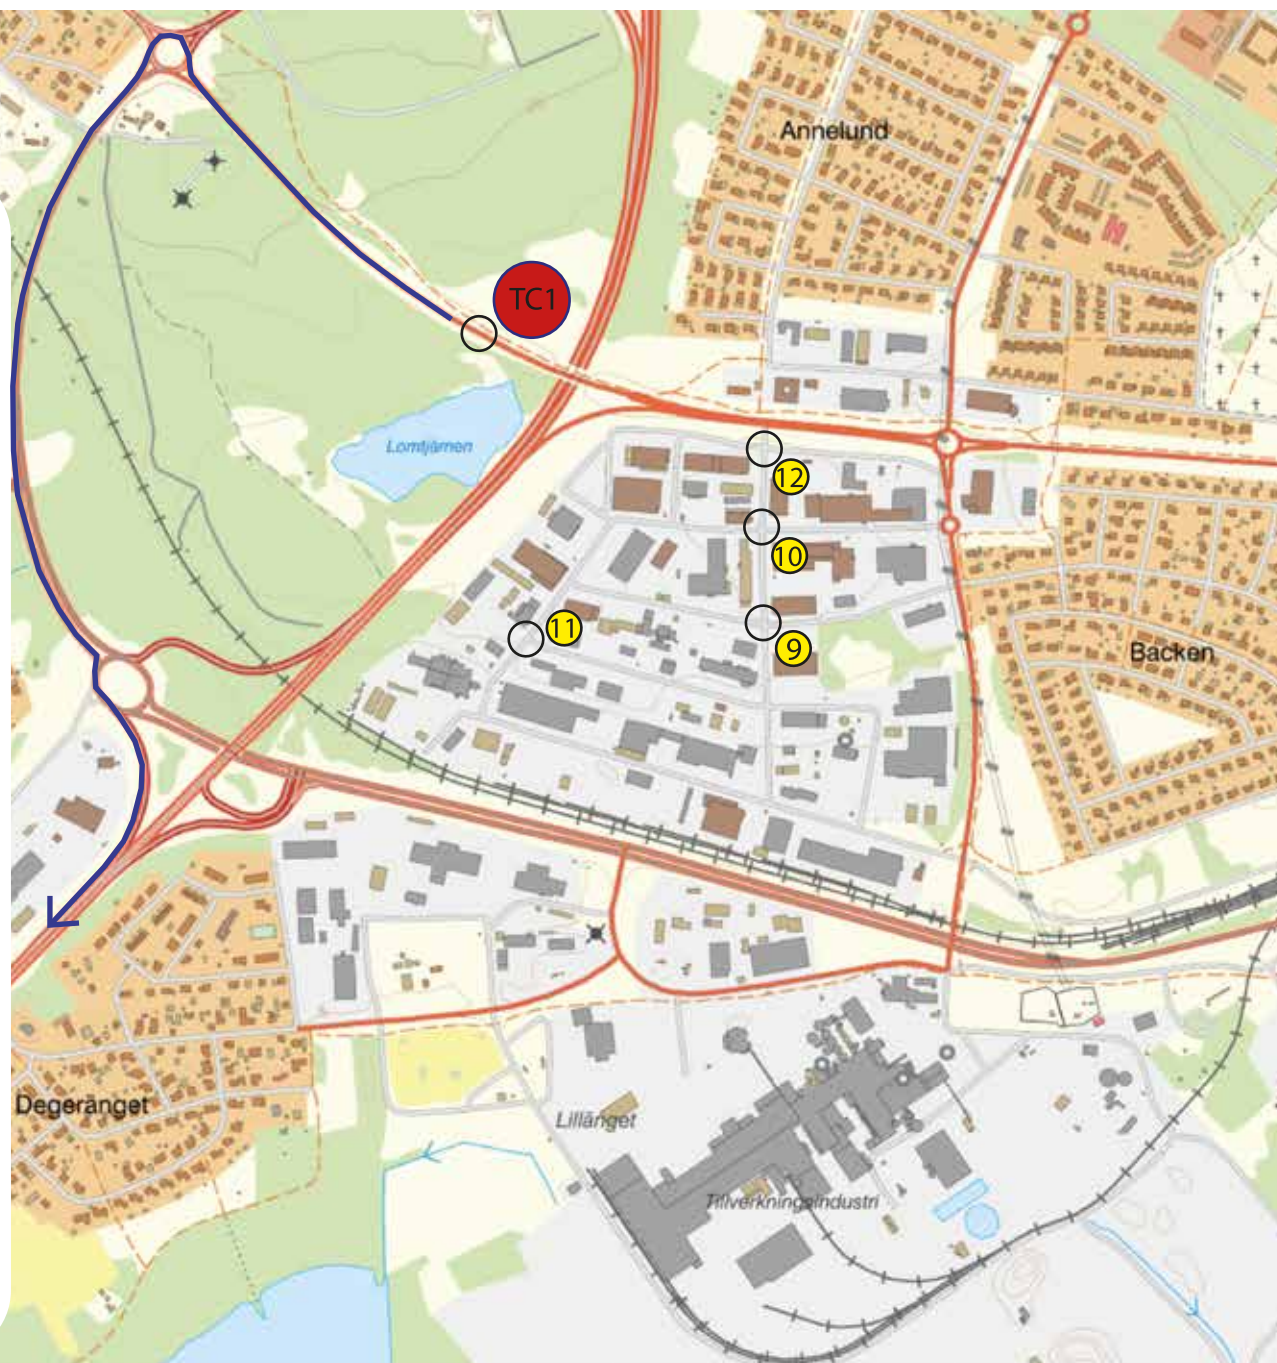 Annelund
TC1
Lomtjärnen
12
10
11
9
Backen
Degeränget
Lillänget
Tillverkningsindustri